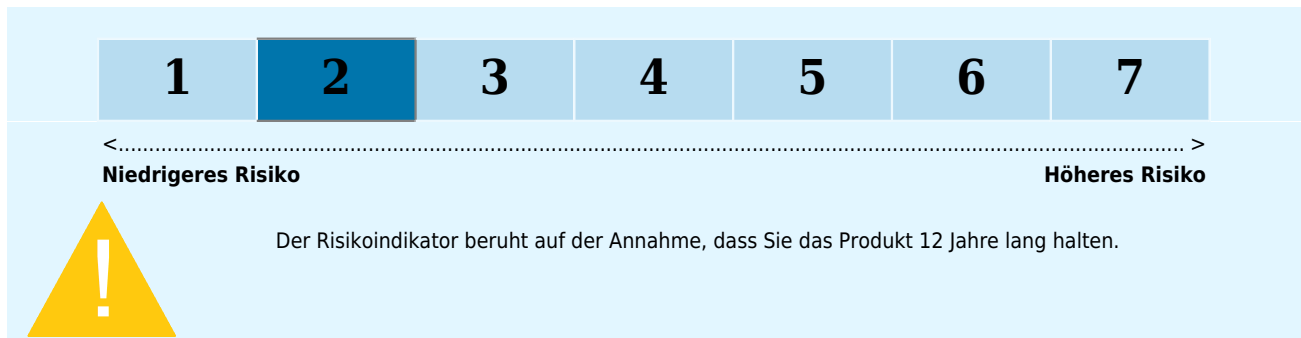 1 2 3 4 5 6 7
<........................................................................................................................................................................ >
Niedrigeres Risiko Höheres Risiko
Der Risikoindikator beruht auf der Annahme, dass Sie das Produkt 12 Jahre lang halten.
!